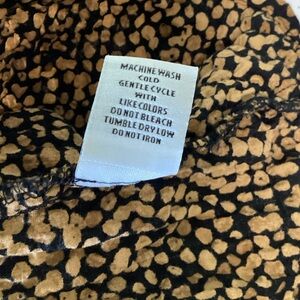 MACHINE WASH
COLD
GENTLE CYCLE
WITH
LIKE COLORS
DO NOT BLEACH
TUMBLE DRY LOW
DO NOT IRON